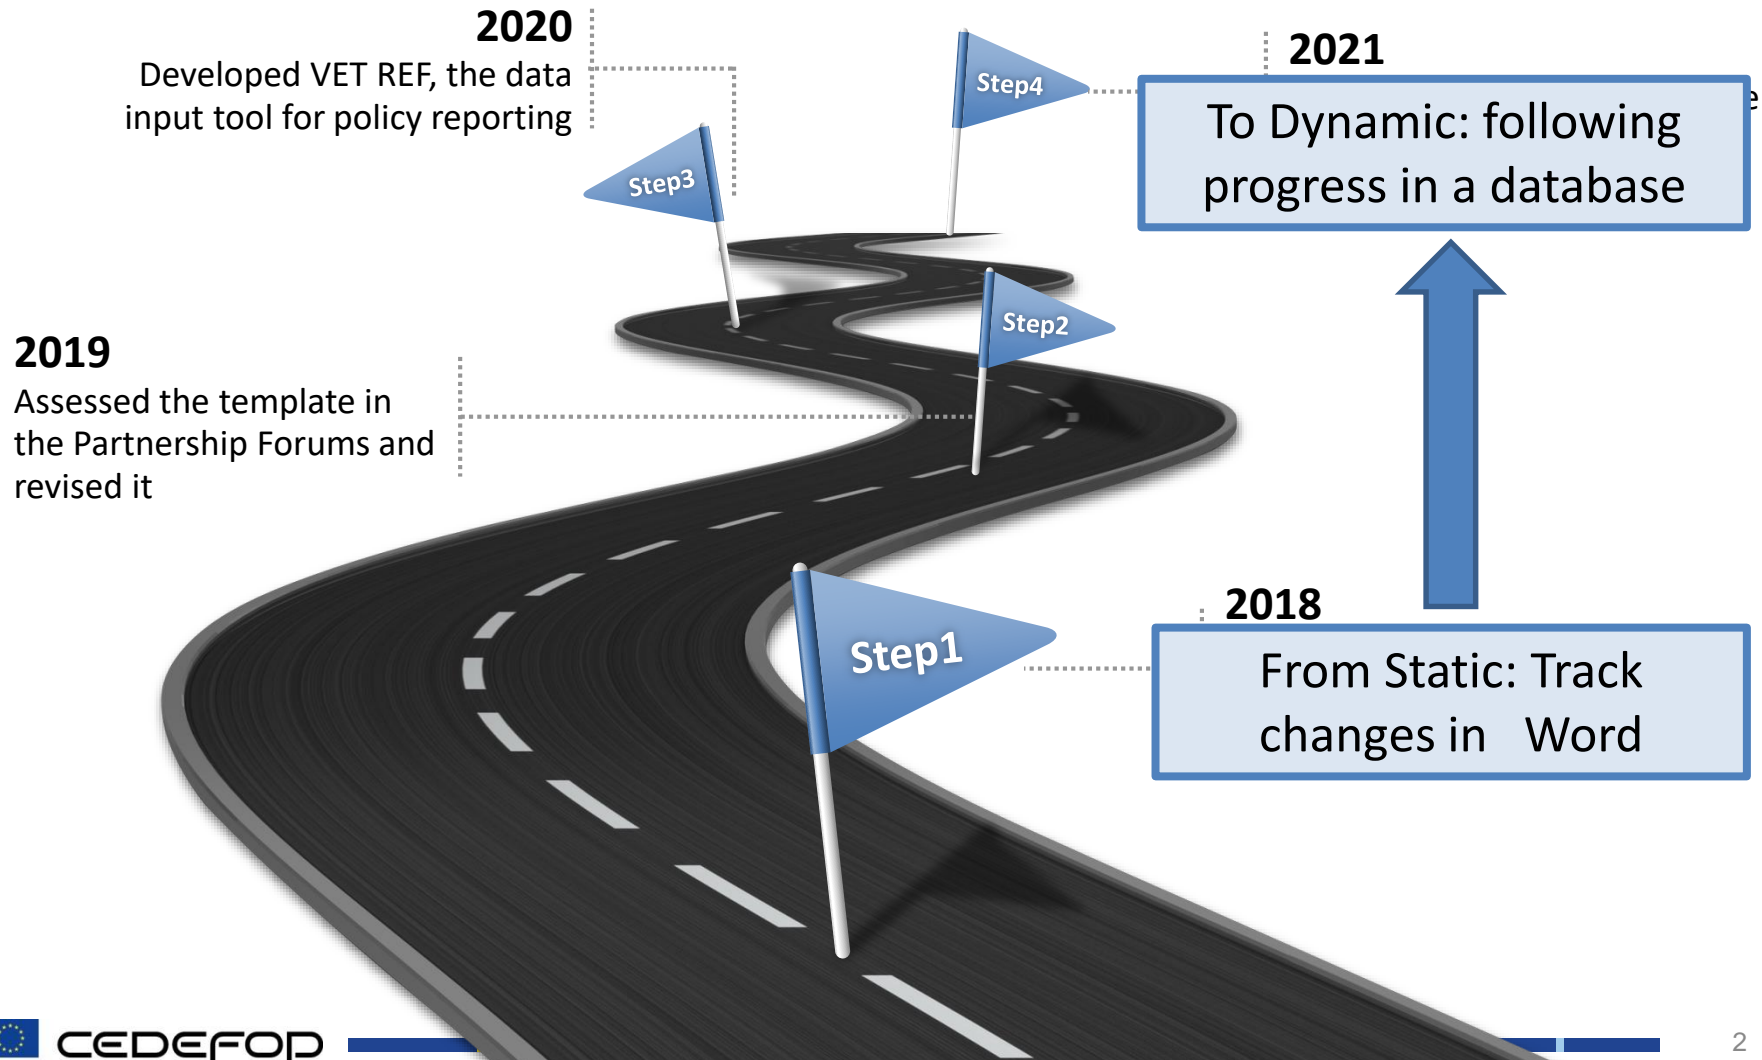 2020
Developed VET REF, the data
input tool for policy reporting
Step4
2021
To Dynamic: following
progress in a database
Step3
Step2
2019
Assessed the template in
the Partnership Forums and
revised it
Step1
2018
From Static: Track
changes in Word
CEDEFOP
2